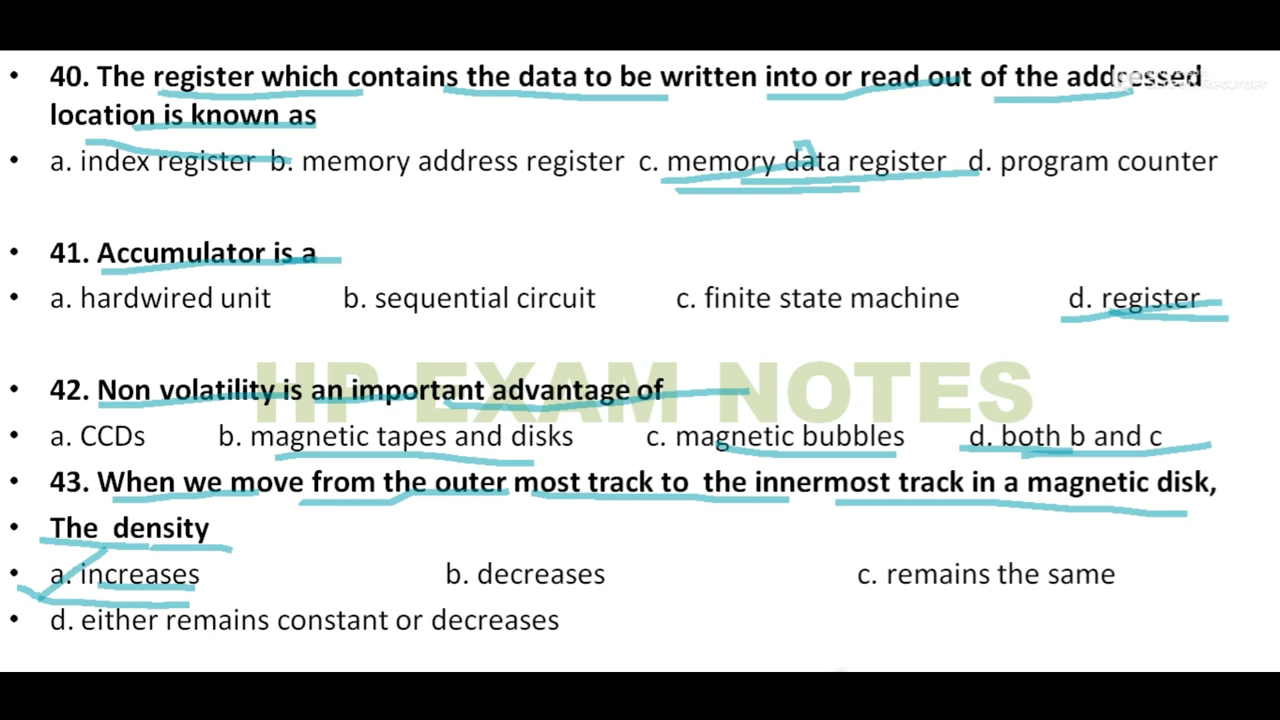 • 40. The register which contains the data to be written into or read out of the addressed
location is known as
• a. index register b. memory address register c. memory data register d. program counter
• 41. Accumulator is a
• a. hardwired unit b. sequential circuit c. finite state machine d. register
HP EXAM NOTES
• 42. Non volatility is an important advantage of
• a. CCDs b. magnetic tapes and disks c. magnetic bubbles d. both b and c
• 43. When we move from the outer most track to the innermost track in a magnetic disk,
• The density
• a. increases b. decreases c. remains the same
• d. either remains constant or decreases